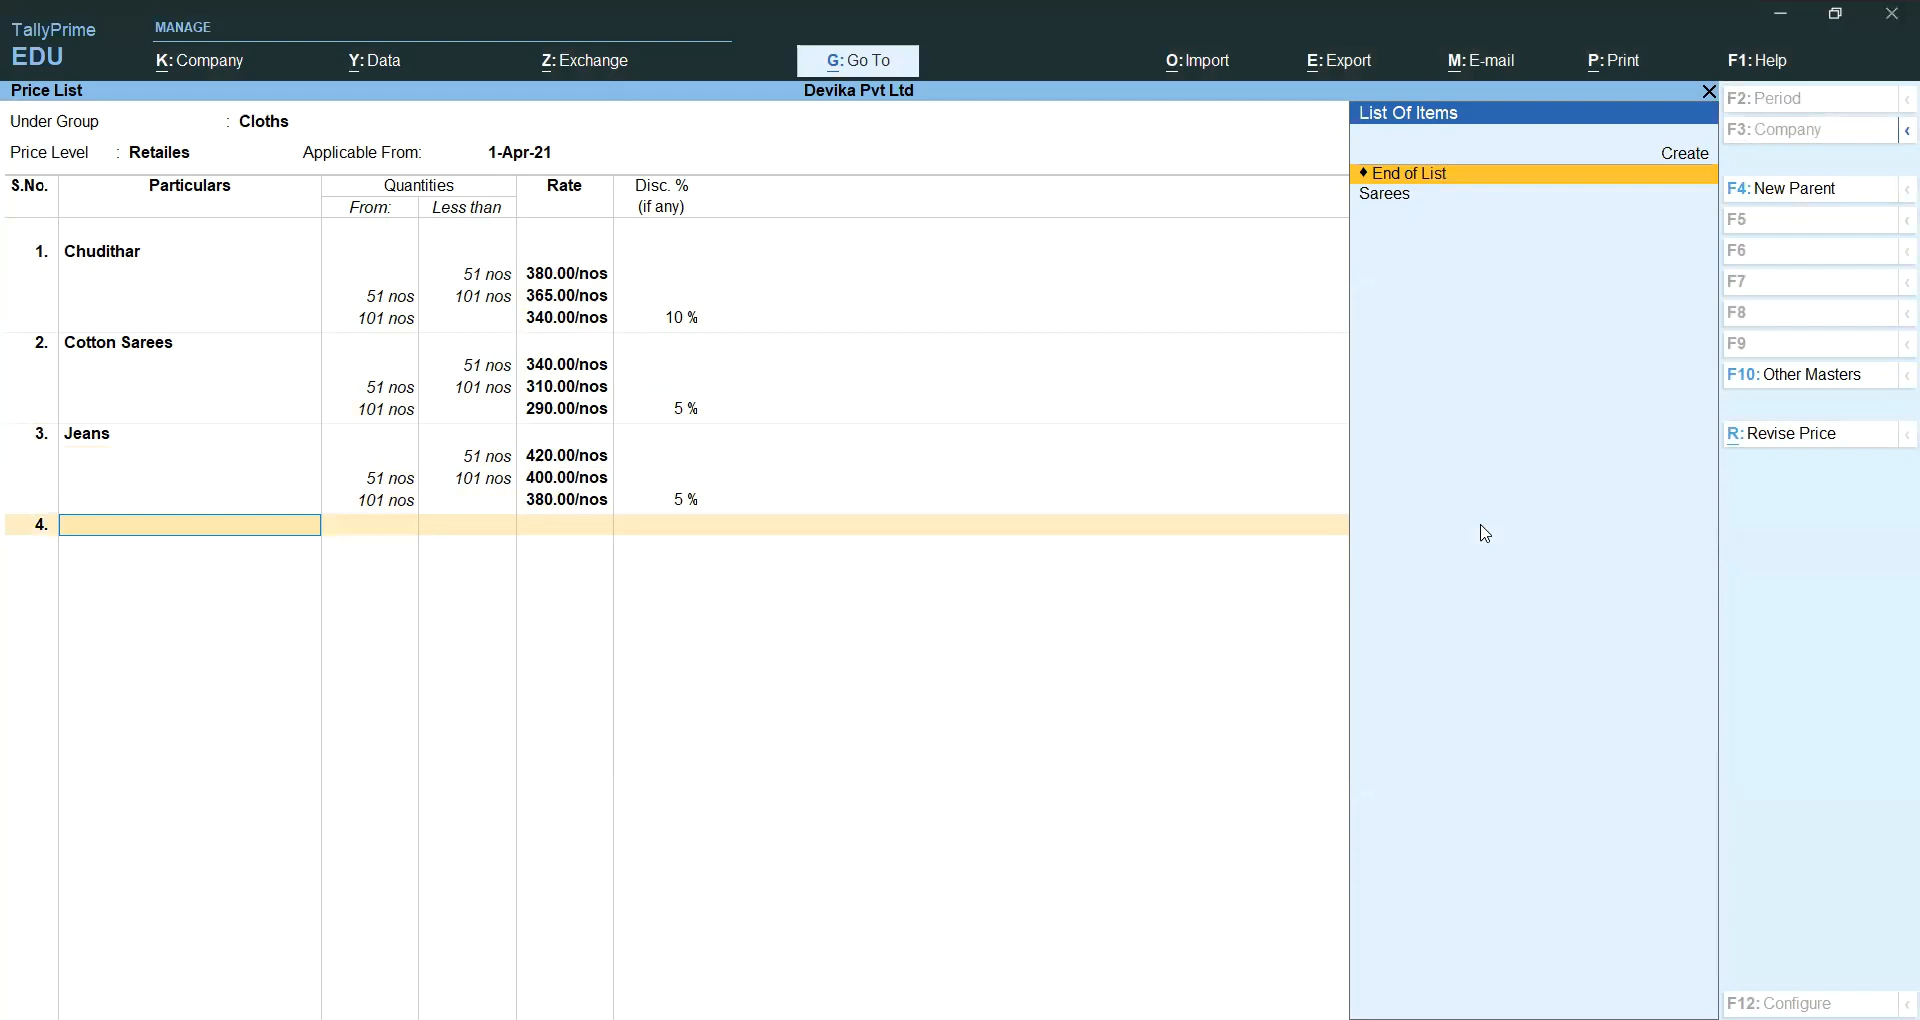 TallyPrime
EDU
MANAGE
K: Company
Y: Data
Z: Exchange
G: Go To
O: Import
E: Export
M: E-mail
P: Print
F1: Help
Price List
Devika Pvt Ltd
Under Group : Cloths
Price Level : Retailes Applicable From: 1-Apr-21
S.No. Particulars Quantities Rate Disc. %
From: Less than (if any)
1. Chudithar
51 nos 380.00/nos
51 nos 101 nos 365.00/nos
101 nos 340.00/nos 10 %
2. Cotton Sarees
51 nos 340.00/nos
51 nos 101 nos 310.00/nos
101 nos 290.00/nos 5 %
3. Jeans
51 nos 420.00/nos
51 nos 101 nos 400.00/nos
101 nos 380.00/nos 5 %
4.
List Of Items
Create
♦ End of List
Sarees
F2: Period
F3: Company
F4: New Parent
F5
F6
F7
F8
F9
F10: Other Masters
R: Revise Price
F12: Configure